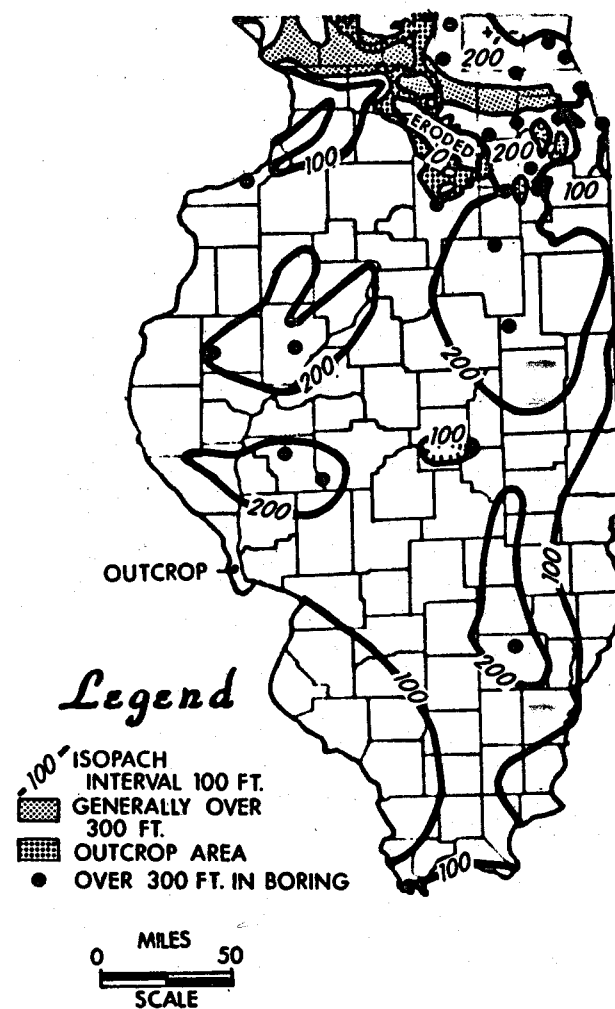 200
ERODED
0
200
100
100
200
200
100
200
100
OUTCROP
200
100
Legend
-100- ISOPACH
INTERVAL 100 FT.
GENERALLY OVER
300 FT.
OUTCROP AREA
● OVER 300 FT. IN BORING
100
MILES
0 50
SCALE